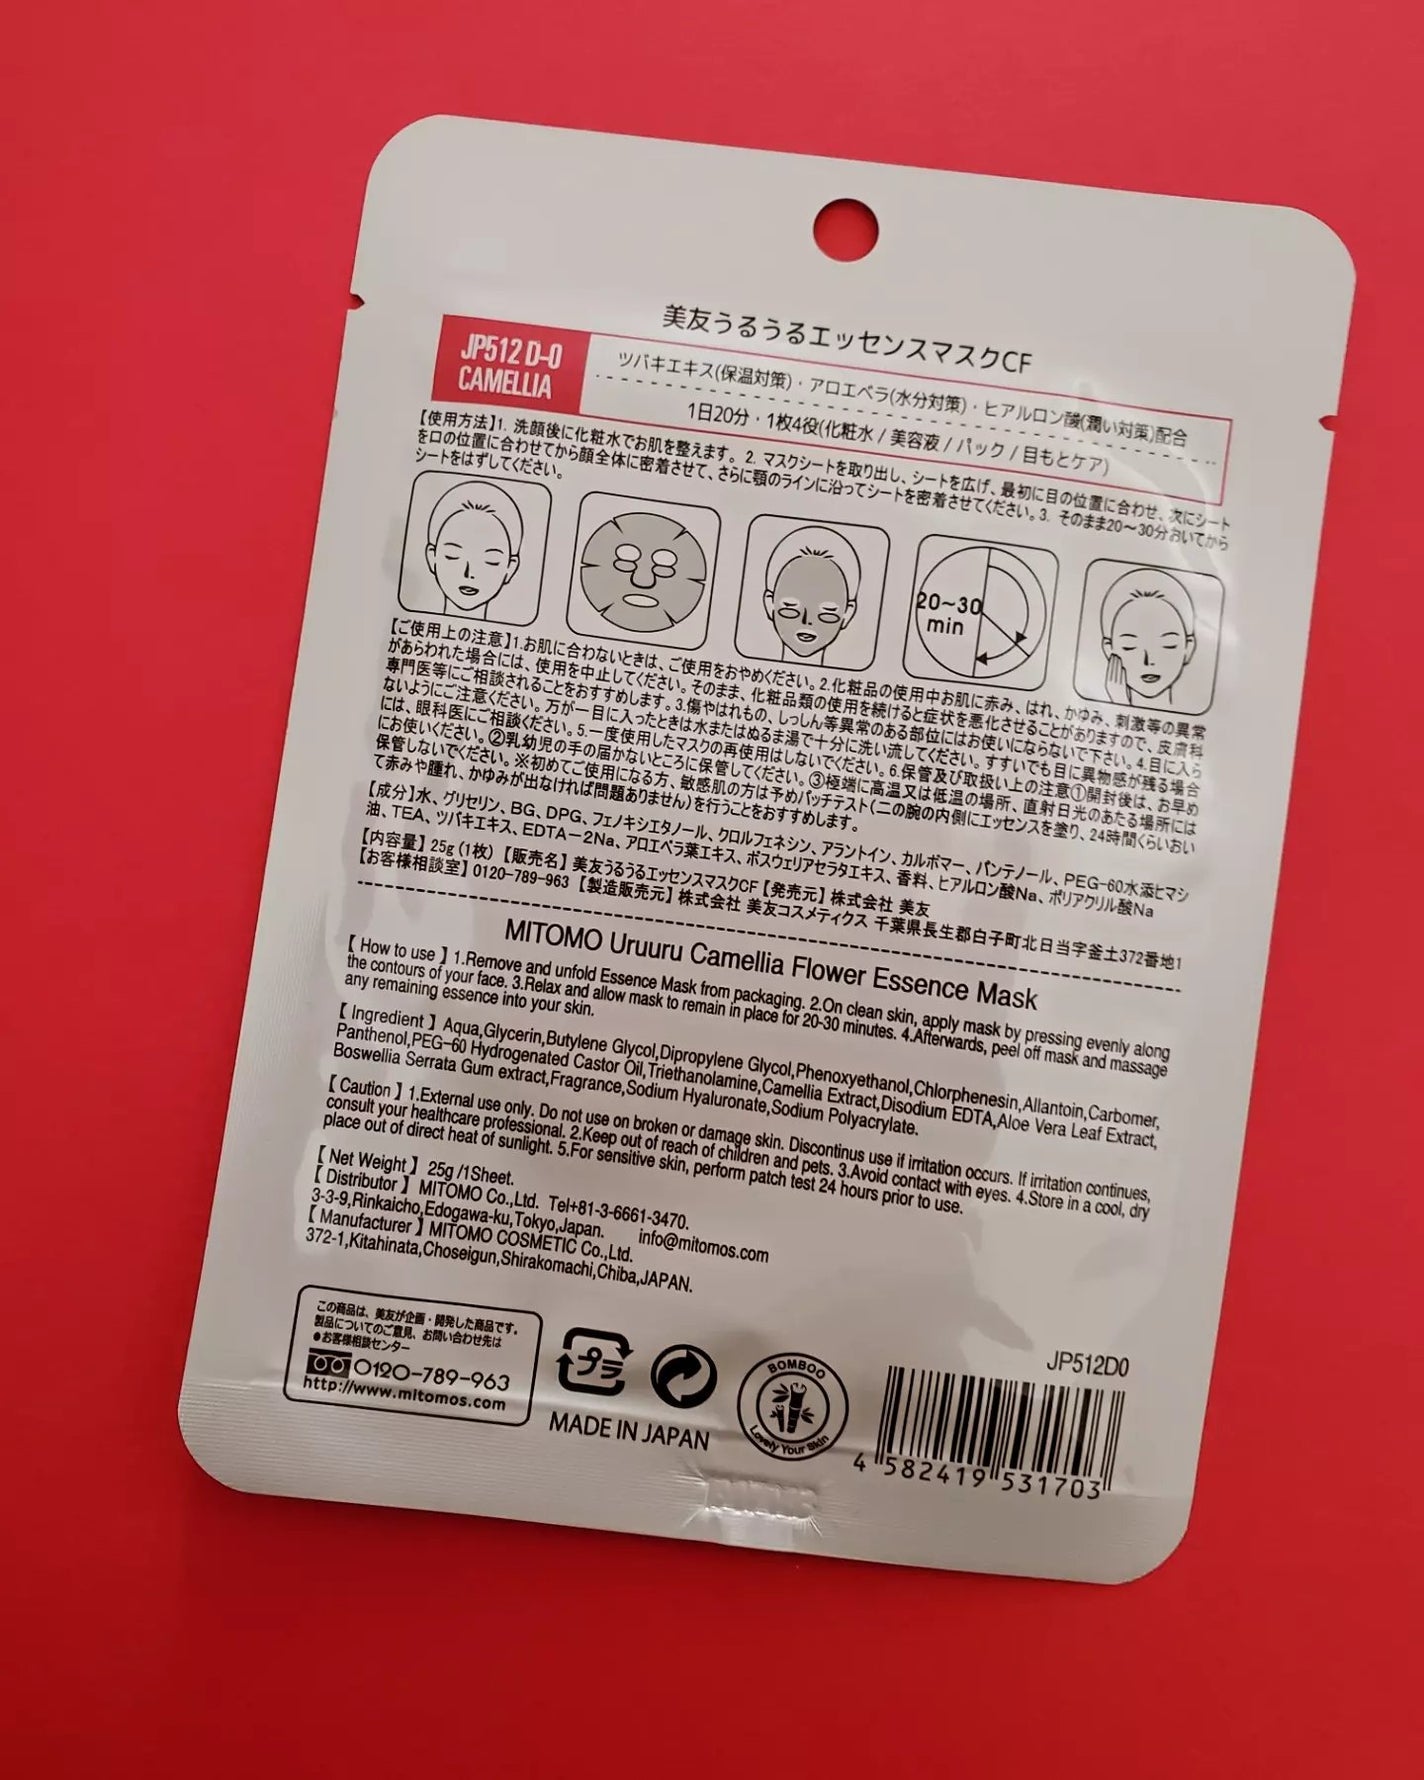 美友うるうるエッセンスマスクCF
JP512 D-0
CAMELLIA
ツバキエキス(保温対策)・アロエベラ(水分対策)・ヒアルロン酸(潤い対策)配合
1日20分・1枚4役(化粧水 / 美容液 / パック / 目もとケア)
【使用方法】1. 洗顔後に化粧水でお肌を整えます。 2. マスクシートを取り出し、シートを広げ、最初に目の位置に合わせ、次にシート
を口の位置に合わせてから顔全体に密着させて、さらに顎のラインに沿ってシートを密着させてください。3. そのまま20～30分おいてから
シートをはずしてください。
20~30
min
【ご使用上の注意】1.お肌に合わないときは、ご使用をおやめください。2.化粧品の使用中お肌に赤み、はれ、かゆみ、刺激等の異常
があらわれた場合には、使用を中止してください。そのまま、化粧品類の使用を続けると症状を悪化させることがありますので、皮膚科
専門医等にご相談されることをおすすめします。3.傷やはれもの、しっしん等異常のある部位にはお使いにならないで下さい。4.目に入ら
ないようにご注意ください。万が一目に入ったときは水またはぬるま湯で十分に洗い流してください。すすいでも目に異物感が残る場合
には、眼科医にご相談ください。5.一度使用したマスクの再使用はしないでください。6.保管及び取扱い上の注意①開封後は、お早め
にお使いください。②乳幼児の手の届かないところに保管してください。③極端に高温又は低温の場所、直射日光のあたる場所には
保管しないでください。※初めてご使用になる方、敏感肌の方は予めパッチテスト(二の腕の内側にエッセンスを塗り、24時間くらいおい
て赤みや腫れ、かゆみが出なければ問題ありません)を行うことをおすすめします。
【成分】水、グリセリン、BG、DPG、フェノキシエタノール、クロルフェネシン、アラントイン、カルボマー、パンテノール、PEG-60水添ヒマシ
油、TEA、ツバキエキス、EDTA-2Na、アロエベラ葉エキス、ボスウェリアセラタエキス、香料、ヒアルロン酸Na、ポリアクリル酸Na
【内容量】25g (1枚)【販売名】美友うるうるエッセンスマスクCF【発売元】株式会社 美友
【お客様相談室】0120-789-963【製造販売元】株式会社 美友コスメティクス 千葉県長生郡白子町北日当字釜土372番地1
MITOMO Uruuru Camellia Flower Essence Mask
【 How to use 】1.Remove and unfold Essence Mask from packaging. 2.On clean skin, apply mask by pressing evenly along
the contours of your face. 3.Relax and allow mask to remain in place for 20-30 minutes. 4.Afterwards, peel off mask and massage
any remaining essence into your skin.
【 Ingredient 】Aqua,Glycerin,Butylene Glycol,Dipropylene Glycol,Phenoxyethanol,Chlorphenesin,Allantoin,Carbomer,
Panthenol,PEG-60 Hydrogenated Castor Oil,Triethanolamine,Camellia Extract,Disodium EDTA,Aloe Vera Leaf Extract,
Boswellia Serrata Gum extract,Fragrance,Sodium Hyaluronate,Sodium Polyacrylate.
【 Caution 】1.External use only. Do not use on broken or damage skin. Discontinus use if irritation occurs. If irritation continues,
consult your healthcare professional. 2.Keep out of reach of children and pets. 3.Avoid contact with eyes. 4.Store in a cool, dry
place out of direct heat of sunlight. 5.For sensitive skin, perform patch test 24 hours prior to use.
【 Net Weight 】 25g /1Sheet.
【 Distributor 】 MITOMO Co.,Ltd. Tel+81-3-6661-3470.
3-3-9,Rinkaicho,Edogawa-ku,Tokyo,Japan. info@mitomos.com
【 Manufacturer 】MITOMO COSMETIC Co.,Ltd.
372-1,Kitahinata,Choseigun,Shirakomachi,Chiba,JAPAN.
この商品は、美友が企画・開発した商品です。
製品についてのご意見、お問い合わせ先は
●お客様相談センター
0120-789-963
http://www.mitomos.com
プラ
MADE IN JAPAN
BOMBOO
Lovely Your Skin
JP512D0
4 582419 531703